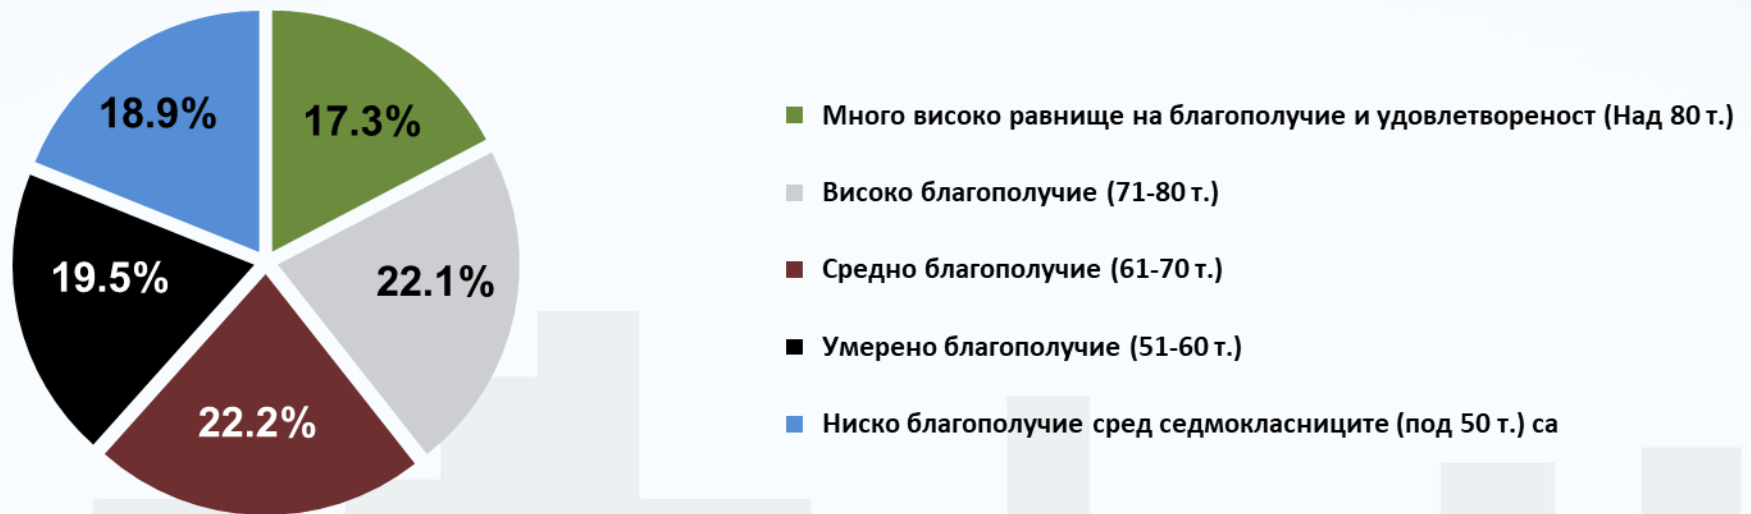 18.9%
17.3%
19.5%
22.1%
22.2%
Много високо равнище на благополучие и удовлетвореност (Над 80 т.)
Високо благополучие (71-80 т.)
Средно благополучие (61-70 т.)
Умерено благополучие (51-60 т.)
Ниско благополучие сред седмокласниците (под 50 т.) са